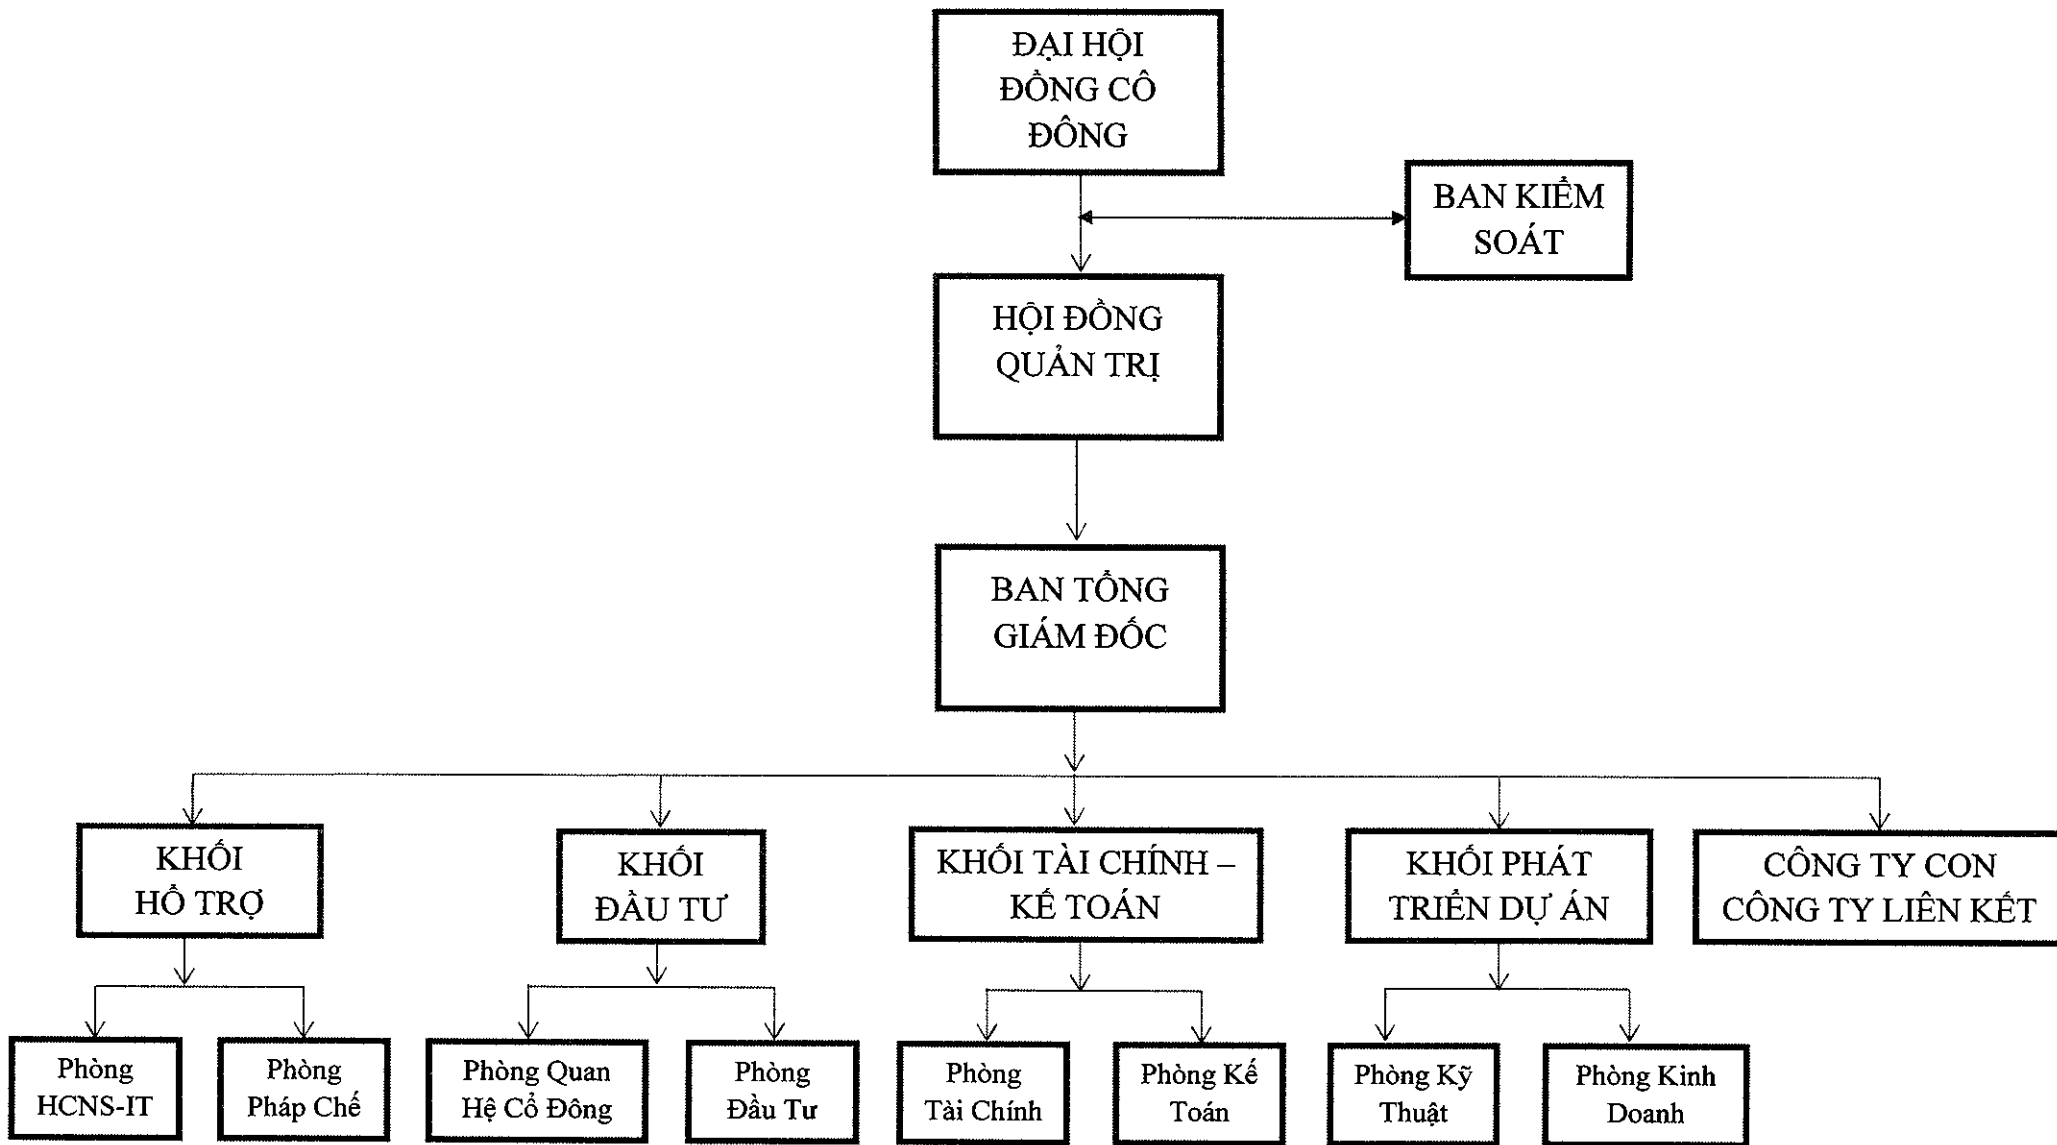 ĐẠI HỘI
ĐỒNG CÔ
ĐÔNG
BAN KIỂM
SOÁT
HỘI ĐỒNG
QUẢN TRỊ
BAN TỔNG
GIÁM ĐỐC
KHỐI
HỖ TRỢ
KHỐI
ĐẦU TƯ
KHỐI TÀI CHÍNH –
KẾ TOÁN
KHỐI PHÁT
TRIỂN DỰ ÁN
CÔNG TY CON
CÔNG TY LIÊN KẾT
Phòng
HCNS-IT
Phòng
Pháp Chế
Phòng Quan
Hệ Cổ Đông
Phòng
Đầu Tư
Phòng
Tài Chính
Phòng Kế
Toán
Phòng Kỹ
Thuật
Phòng Kinh
Doanh